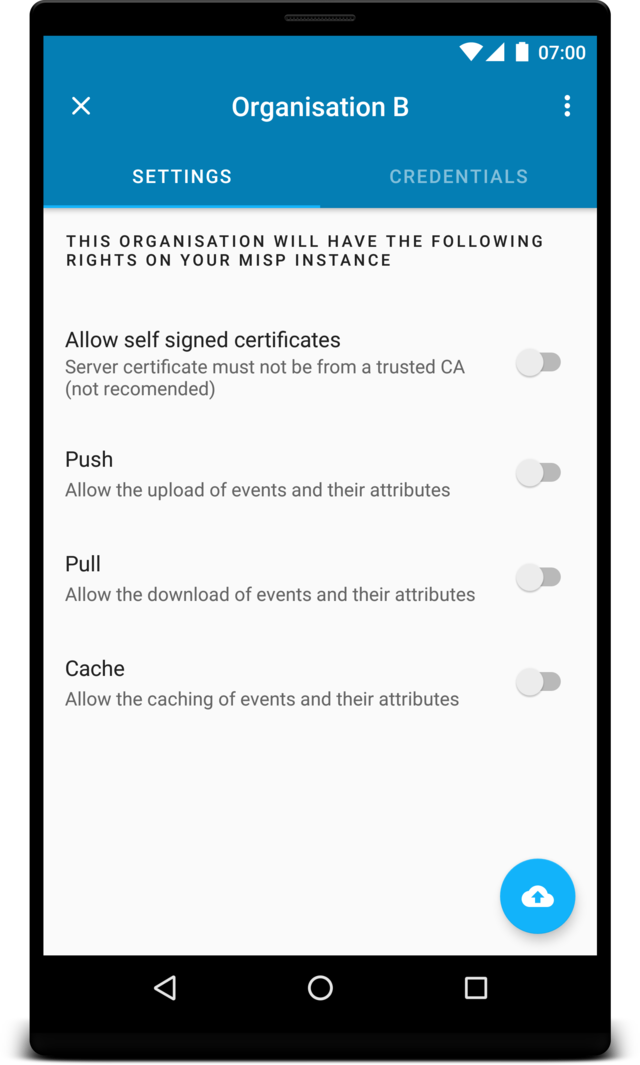 07:00
Organisation B
SETTINGS
CREDENTIALS
THIS ORGANISATION WILL HAVE THE FOLLOWING
RIGHTS ON YOUR MISP INSTANCE
Allow self signed certificates
Server certificate must not be from a trusted CA
(not recomended)
Push
Allow the upload of events and their attributes
Pull
Allow the download of events and their attributes
Cache
Allow the caching of events and their attributes